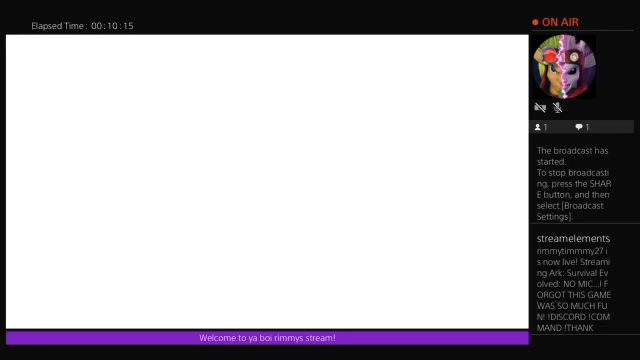 Elapsed Time : 00:10:15
ON AIR
1 1
The broadcast has
started.
To stop broadcasti
ng, press the SHAR
E button, and then
select [Broadcast
Settings].
streamelements
rimmytimmmy27 i
s now live! Streami
ng Ark: Survival Ev
olved: NO MIC...I F
ORGOT THIS GAME
WAS SO MUCH FU
N! !DISCORD !COM
MAND !THANK
Welcome to ya boi rimmys stream!